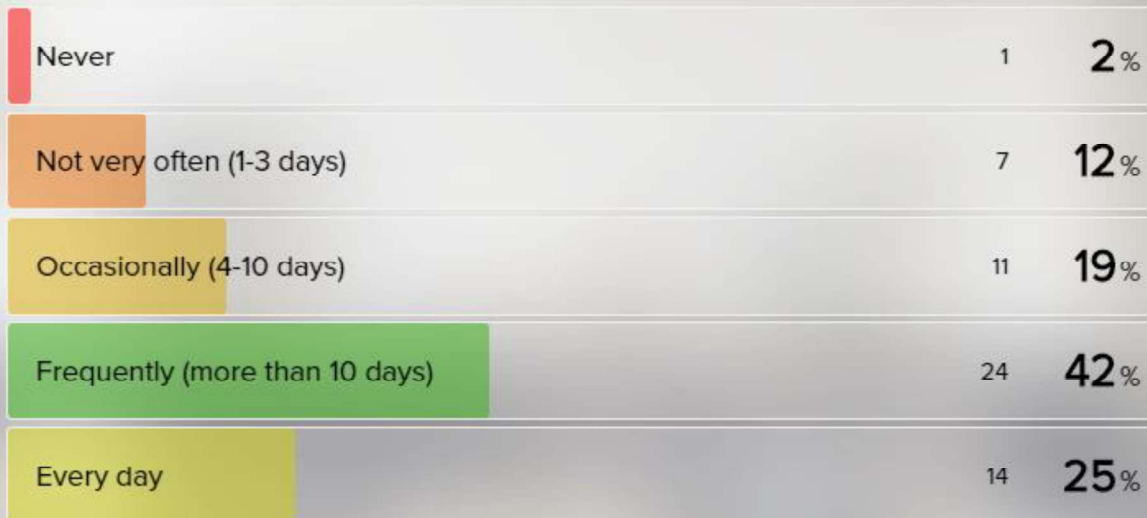 Never 1 2%
Not very often (1-3 days) 7 12%
Occasionally (4-10 days) 11 19%
Frequently (more than 10 days) 24 42%
Every day 14 25%